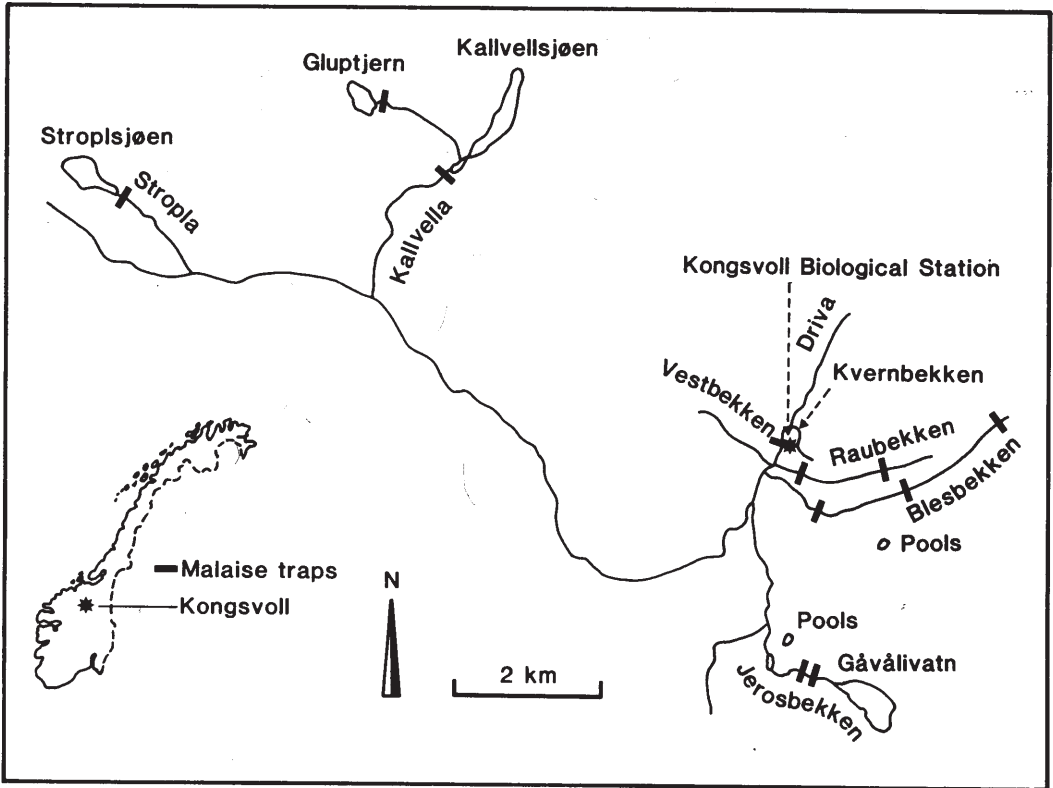 Kallvellsjøen
Gluptjern
Stroplsjøen
Stropla
Kallvella
Kongsvoll Biological Station
Driva
Kvernbekken
Vestbekken
Raubekken
Blesbekken
Pools
Malaise traps
Kongsvoll
N
2 km
Pools
Gåvålivatn
Jerosbekken